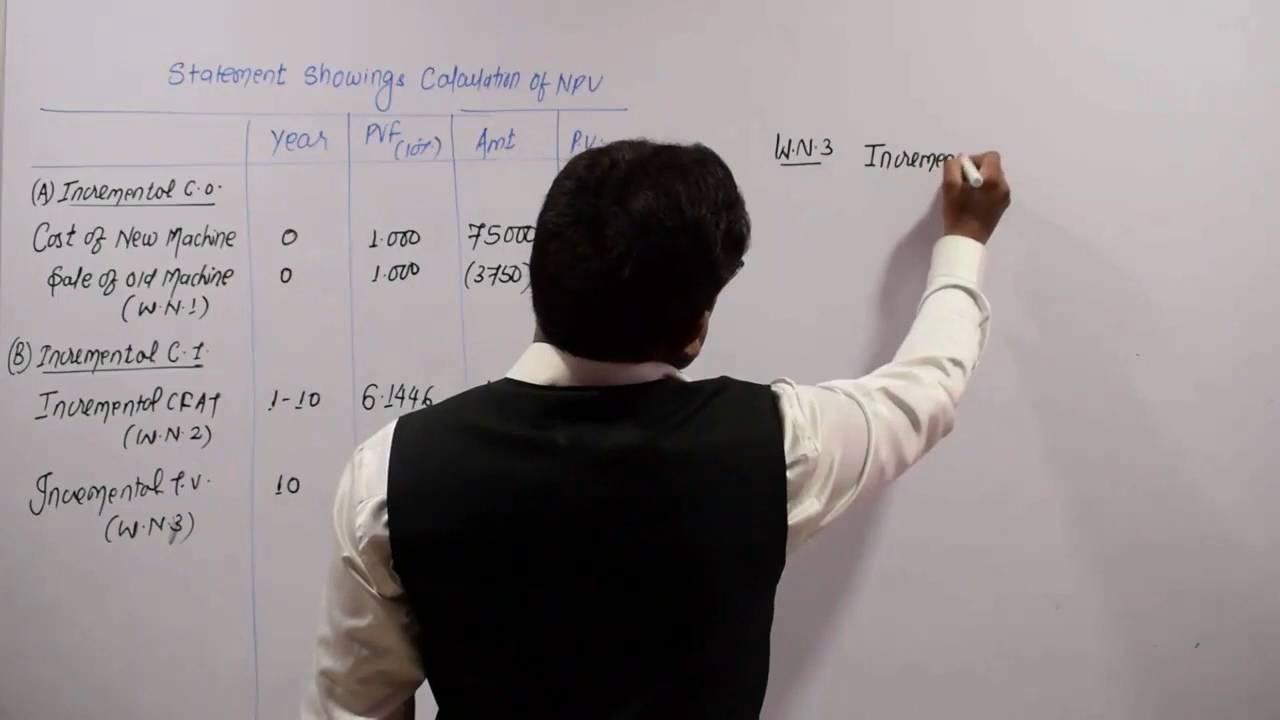 Statement Showings Calculation of NPV
Year PVF (10%) Amt P.V.
(A) Incremental C.O.
Cost of New Machine 0 1.000 75000
Sale of Old Machine 0 1.000 (3750)
(W.N.1)
(B) Incremental C.I.
Incremental CFAT 1-10 6.1446
(W.N.2)
Incremental T.V. 10
(W.N.3)
W.N.3 Increme